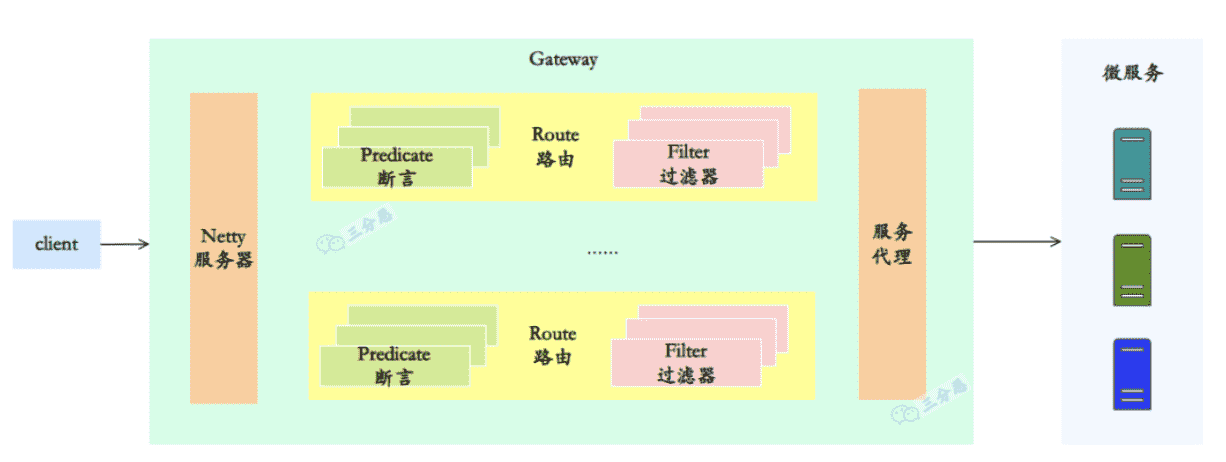 Gateway
微服务
client
Netty
服务器
Predicate
断言
Route
路由
Filter
过滤器
三分恶
......
Predicate
断言
Route
路由
Filter
过滤器
服务
代理
三分恶